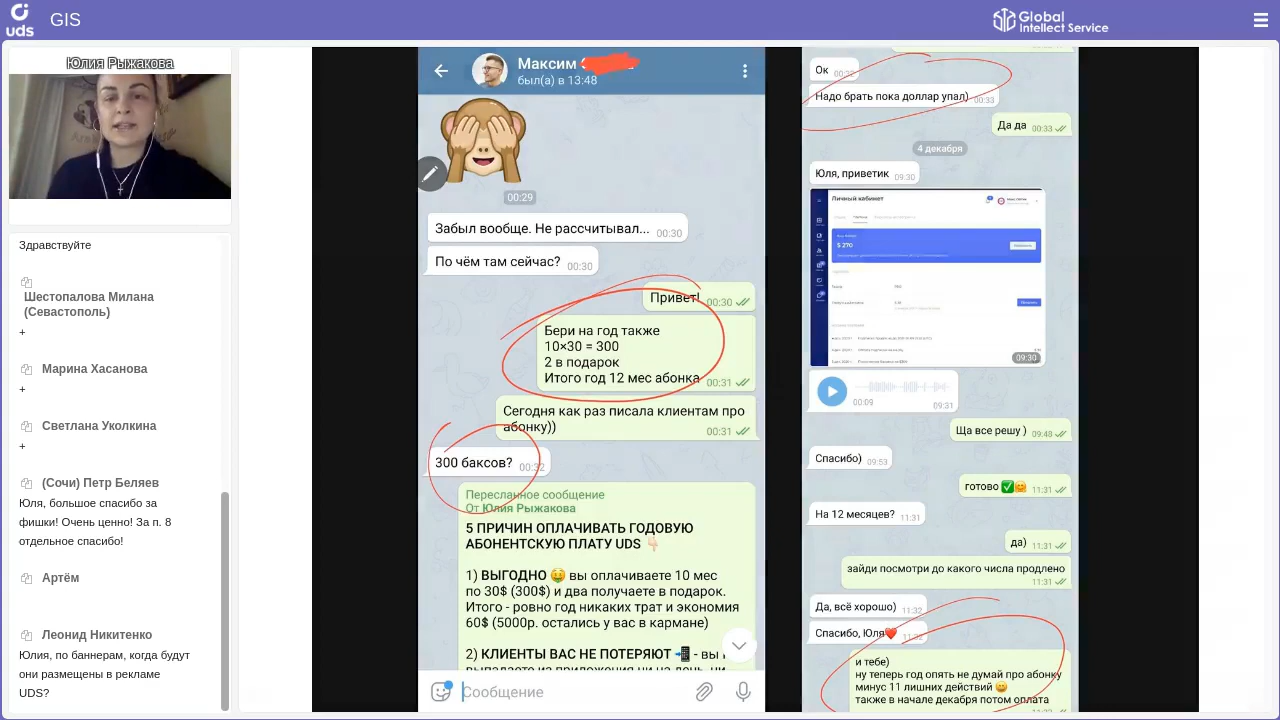 uds
GIS
Global
Intellect Service
Юлия Рыжакова
Здравствуйте
Шестопалова Милана
(Севастополь)
+
Марина Хасанова
+
Светлана Уколкина
+
(Сочи) Петр Беляев
Юля, большое спасибо за
фишки! Очень ценно! За п. 8
отдельное спасибо!
Артём
Леонид Никитенко
Юлия, по баннерам, когда будут
они размещены в рекламе
UDS?
Максим
был(а) в 13:48
00:29
Забыл вообще. Не рассчитывал... 00:30
По чём там сейчас? 00:30
Привет! 00:30
Бери на год также
10×30 = 300
2 в подарок
Итого год 12 мес абонка 00:31
Сегодня как раз писала клиентам про
абонку)) 00:31
300 баксов? 00:32
Пересланное сообщение
От Юлия Рыжакова
5 ПРИЧИН ОПЛАЧИВАТЬ ГОДОВУЮ
АБОНЕНТСКУЮ ПЛАТУ UDS 👇🏻
1) ВЫГОДНО 🤑 вы оплачиваете 10 мес
по 30$ (300$) и два получаете в подарок.
Итого - ровно год никаких трат и экономия
60$ (5000р. остались у вас в кармане)
2) КЛИЕНТЫ ВАС НЕ ПОТЕРЯЮТ 📲 - вы
выпадаете из приложения ни на день, ни
Сообщение
Ок 00:32
Надо брать пока доллар упал) 00:33
Да да 00:33
4 декабря
Юля, приветик 09:30
Личный кабинет
$ 270
09:30
00:09 09:31
Ща все решу ) 09:48
Спасибо) 09:53
готово ✅🤗 11:31
На 12 месяцев? 11:31
да) 11:31
зайди посмотри до какого числа продлено
11:31
Да, всё хорошо) 11:32
Спасибо, Юля❤️ 11:32
и тебе)
ну теперь год опять не думай про абонку
минус 11 лишних действий 😀
также в начале декабря потом оплата